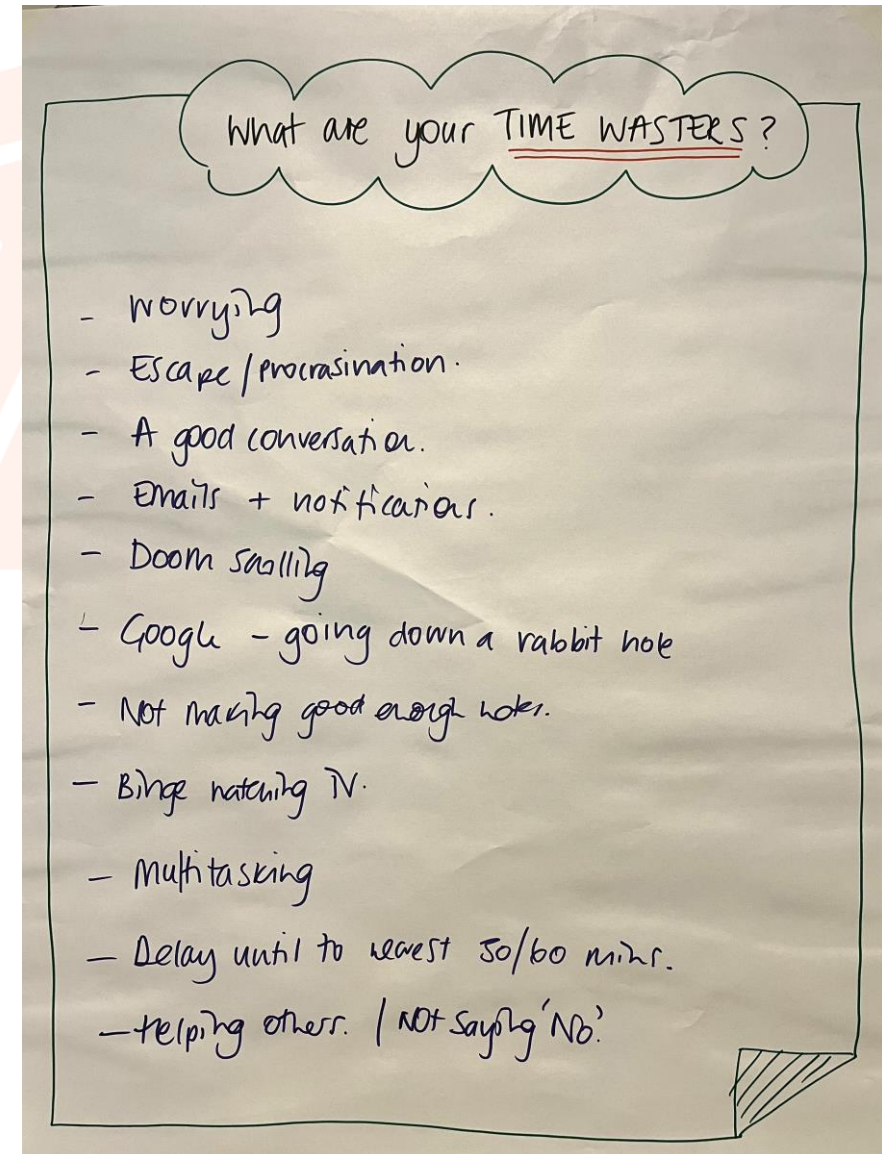 What are your TIME WASTERS?
- Worrying
- Escape/procrasination.
- A good conversation.
- Emails + notifications.
- Doom scrolling
- Google - going down a rabbit hole
- Not making good enough notes.
- Binge watching TV.
- Multitasking
- Delay until to nearest 30/60 mins.
- Helping others. / Not saying 'No'.